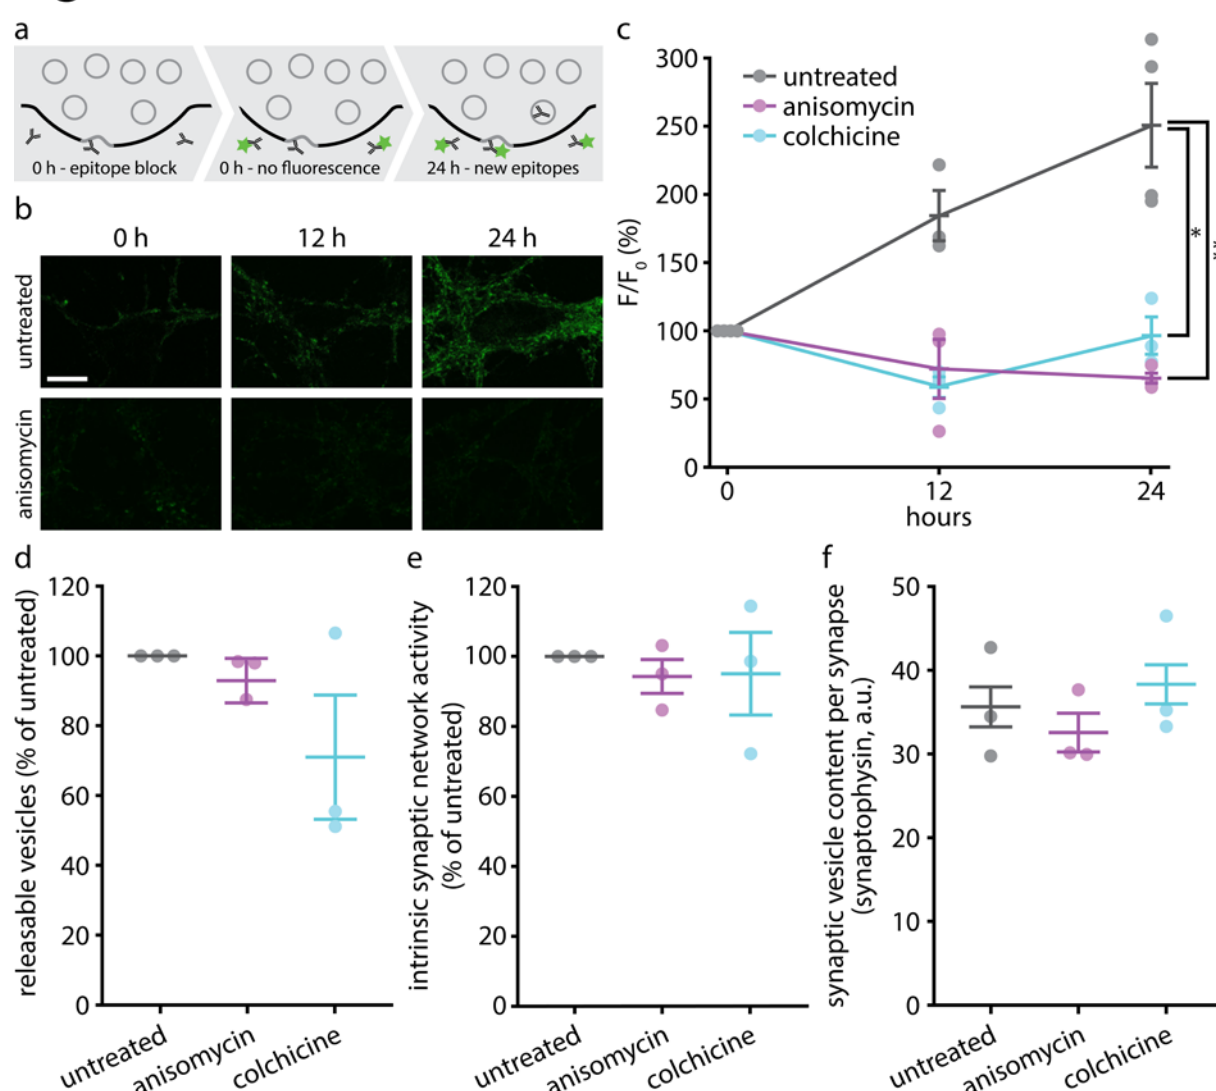 a
0 h - epitope block
0 h - no fluorescence
24 h - new epitopes
b
0 h
12 h
24 h
untreated
anisomycin
c
F/F0 (%)
300
250
200
150
100
50
0
untreated
anisomycin
colchicine
*
0
12
24
hours
d
releasable vesicles (% of untreated)
120
100
80
60
40
20
0
untreated
anisomycin
colchicine
e
intrinsic synaptic network activity
(% of untreated)
120
100
80
60
40
20
0
untreated
anisomycin
colchicine
f
synaptic vesicle content per synapse
(synaptophysin, a.u.)
50
40
30
20
10
0
untreated
anisomycin
colchicine